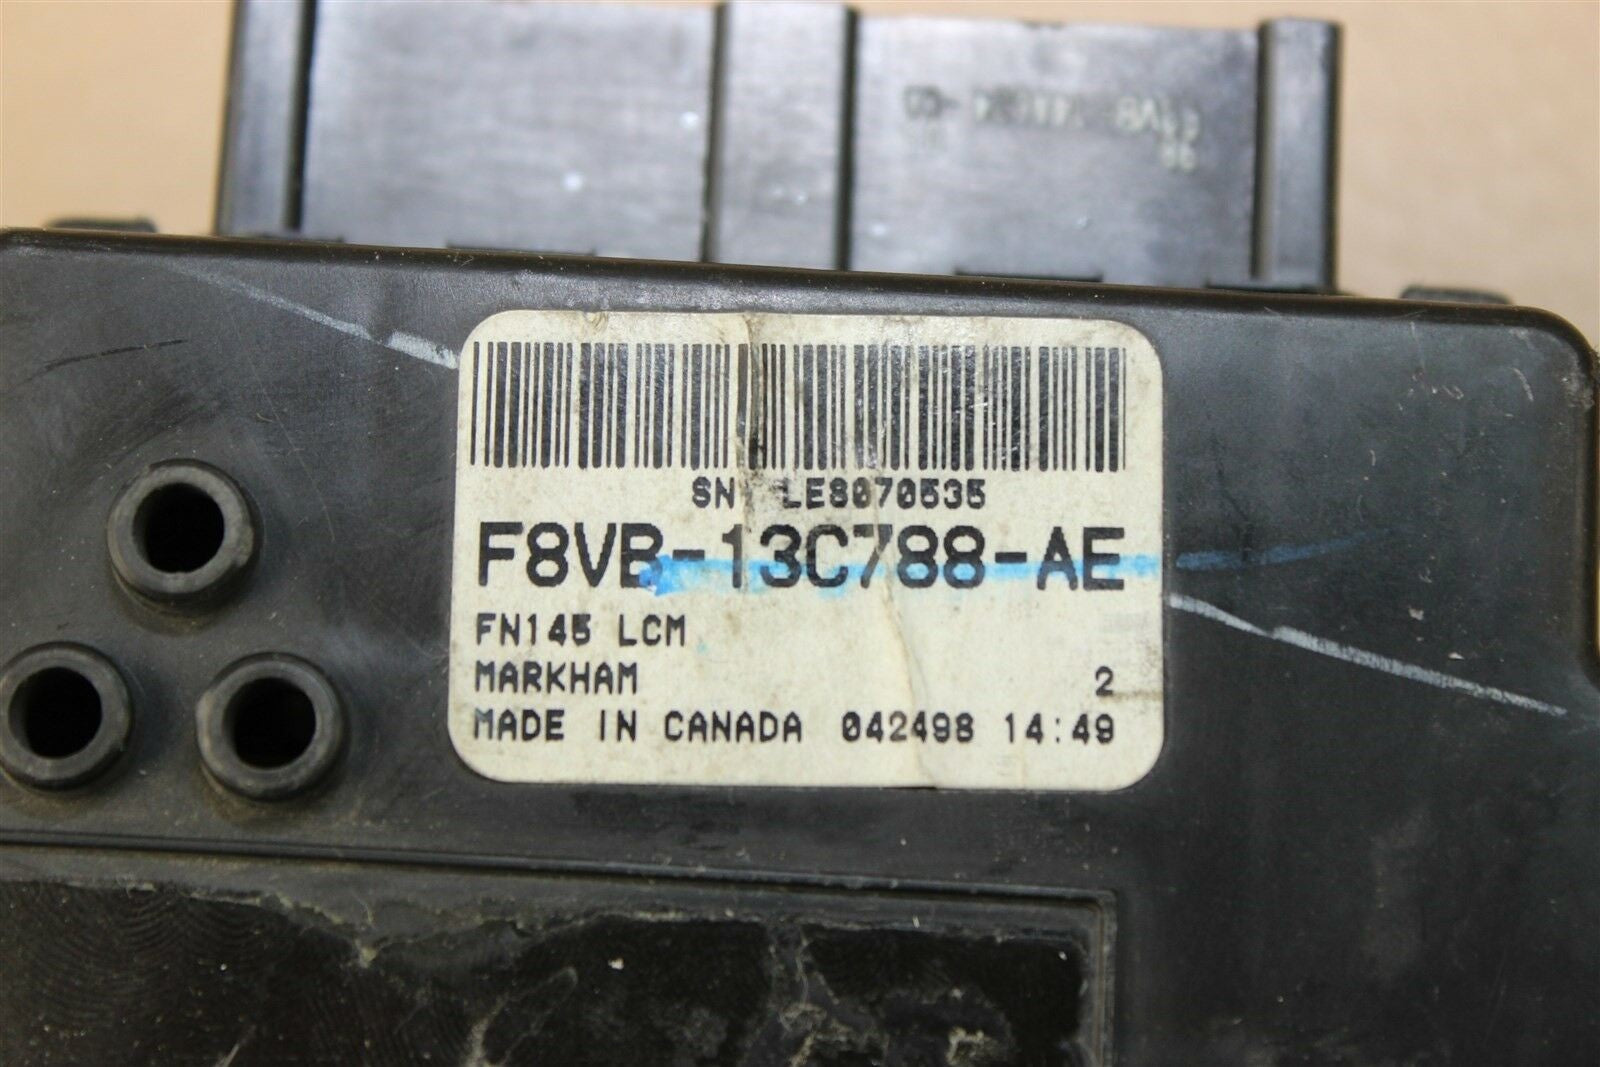 SN LE8070535
F8VB-13C788-AE
FN145 LCM
MARKHAM 2
MADE IN CANADA 042498 14:49